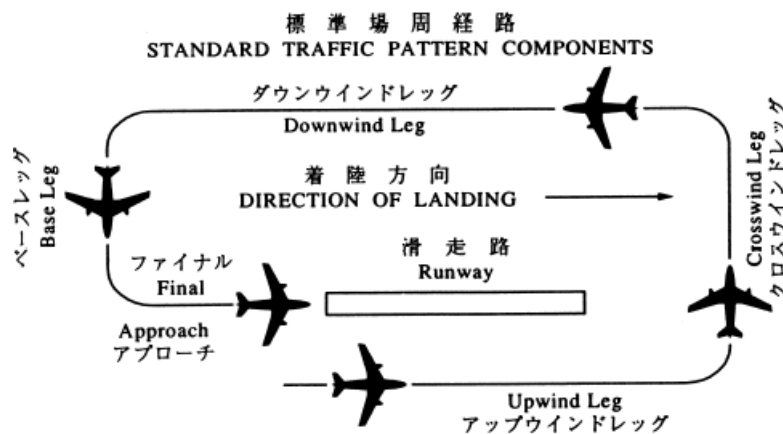 標準場周経路
STANDARD TRAFFIC PATTERN COMPONENTS
ダウンウインドレッグ
Downwind Leg
ベースレッグ
Base Leg
着陸方向
DIRECTION OF LANDING
Crosswind Leg
クロスウインドレッグ
ファイナル
Final
滑走路
Runway
Approach
アプローチ
Upwind Leg
アップウインドレッグ